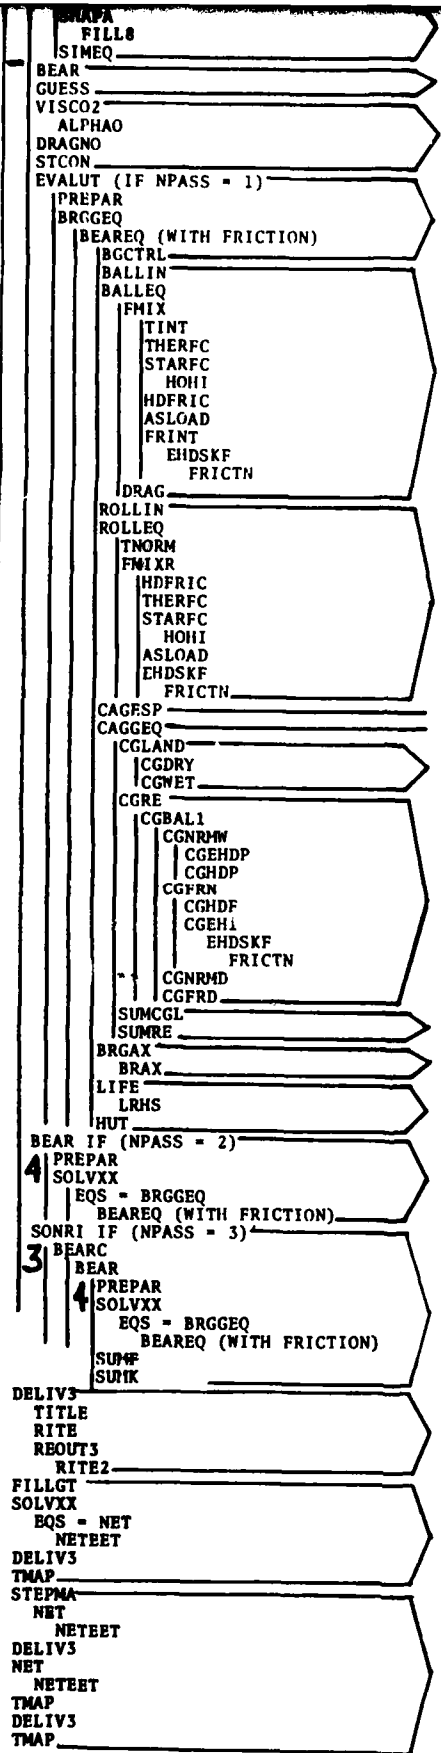 SHAPA
FILL8
SIMEQ
BEAR
GUESS
VISCO2
ALPHAO
DRAGNO
STCON
EVALUT (IF NPASS = 1)
PREPAR
BRGGEQ
BEAREQ (WITH FRICTION)
BGCTRL
BALLIN
BALLEQ
FMIX
TINT
THERFC
STARFC
HOHI
HDFRIC
ASLOAD
FRINT
EHDSKF
FRICTN
DRAG
ROLLIN
ROLLEQ
TNORM
FMIXR
HDFRIC
THERFC
STARFC
HOHI
ASLOAD
EHDSKF
FRICTN
CAGESP
CAGGEQ
CGLAND
CGDRY
CGWET
CGRE
CGBAL1
CGNRMW
CGEHDP
CGHDP
CGFRN
CGHDF
CGEH1
EHDSKF
FRICTN
CGNRMD
CGFRD
SUMCGL
SUMRE
BRGAX
BRAX
LIFE
LRHS
HUT
BEAR IF (NPASS = 2)
4 PREPAR
SOLVXX
EQS = BRGGEQ
BEAREQ (WITH FRICTION)
SONRI IF (NPASS = 3)
3 BEARC
BEAR
4 PREPAR
SOLVXX
EQS = BRGGEQ
BEAREQ (WITH FRICTION)
SUMF
SUMK
DELIV3
TITLE
RITE
REOUT3
RITE2
FILLGT
SOLVXX
EQS = NET
NETEET
DELIV3
TMAP
STEPMA
NET
NETEET
DELIV3
NET
NETEET
TMAP
DELIV3
TMAP